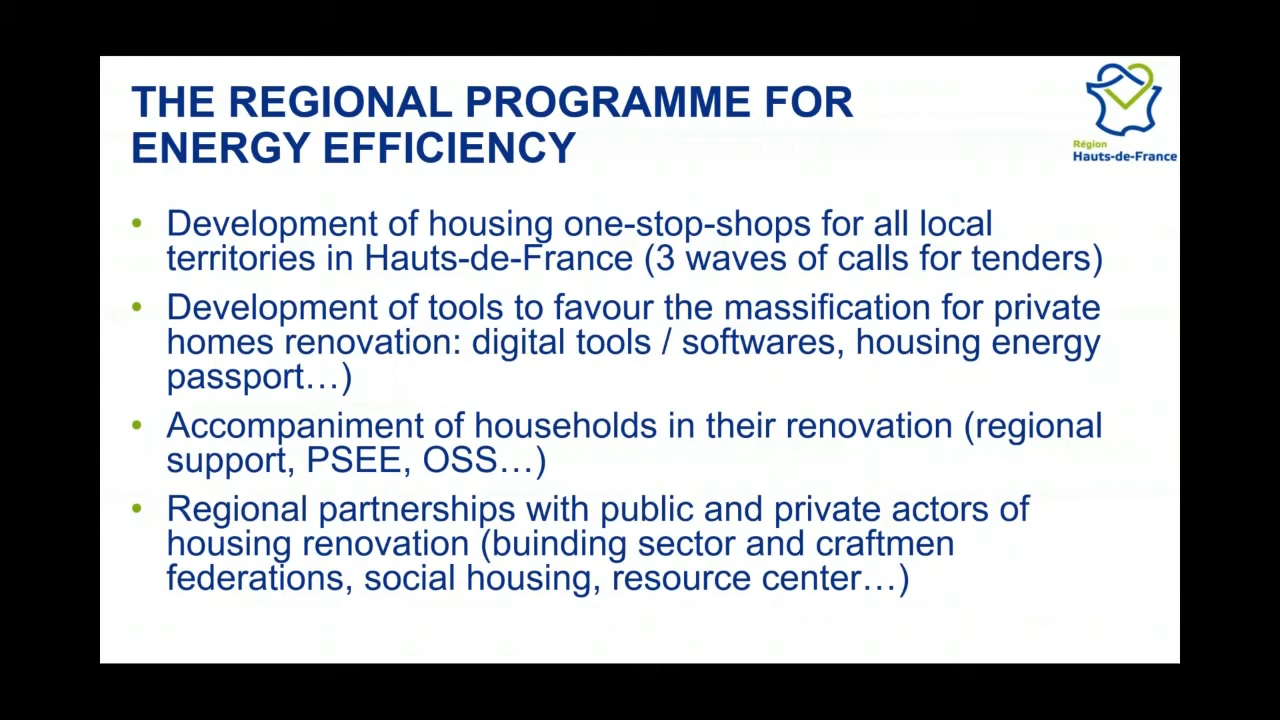 THE REGIONAL PROGRAMME FOR
ENERGY EFFICIENCY
Région
Hauts-de-France
• Development of housing one-stop-shops for all local
territories in Hauts-de-France (3 waves of calls for tenders)
• Development of tools to favour the massification for private
homes renovation: digital tools / softwares, housing energy
passport…)
• Accompaniment of households in their renovation (regional
support, PSEE, OSS…)
• Regional partnerships with public and private actors of
housing renovation (buinding sector and craftmen
federations, social housing, resource center…)